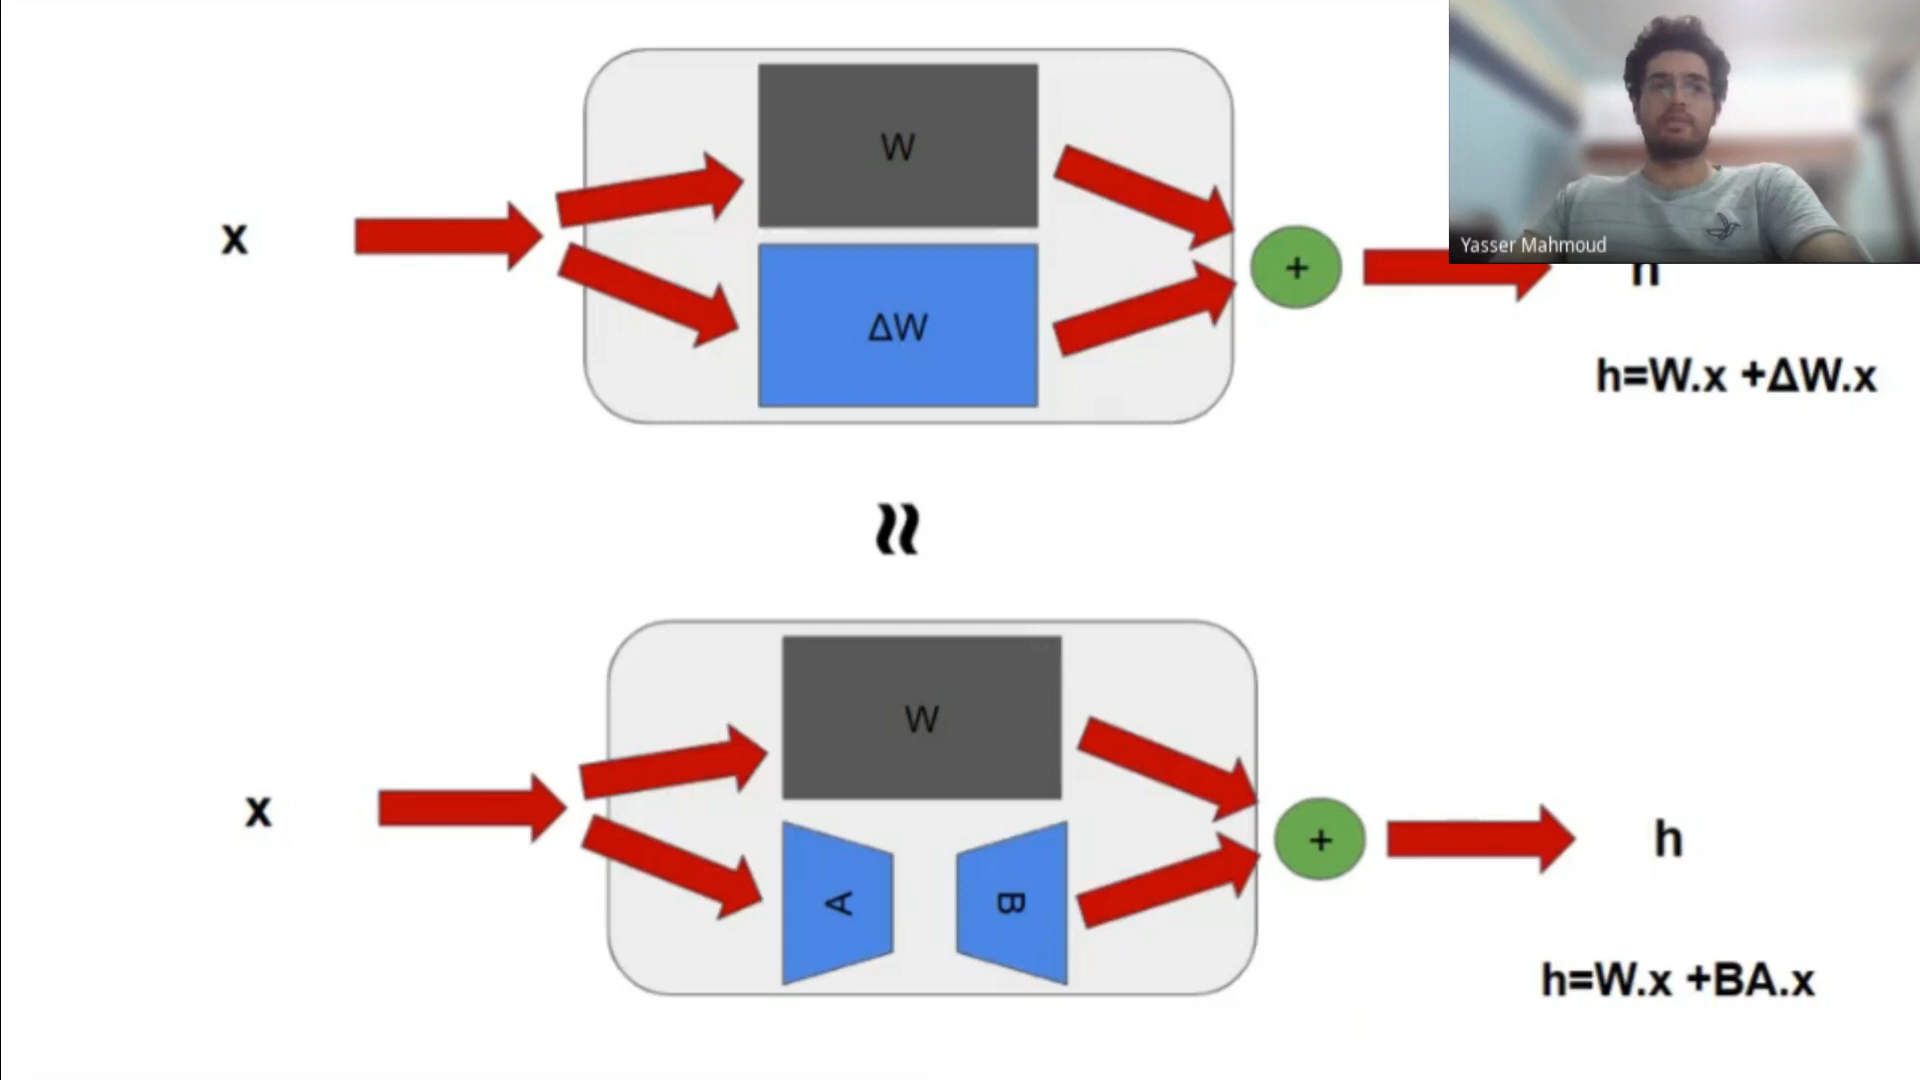 W
x
ΔW
+
h
Yasser Mahmoud
h=W.x +ΔW.x
≈
W
x
A
B
+
h
h=W.x +BA.x